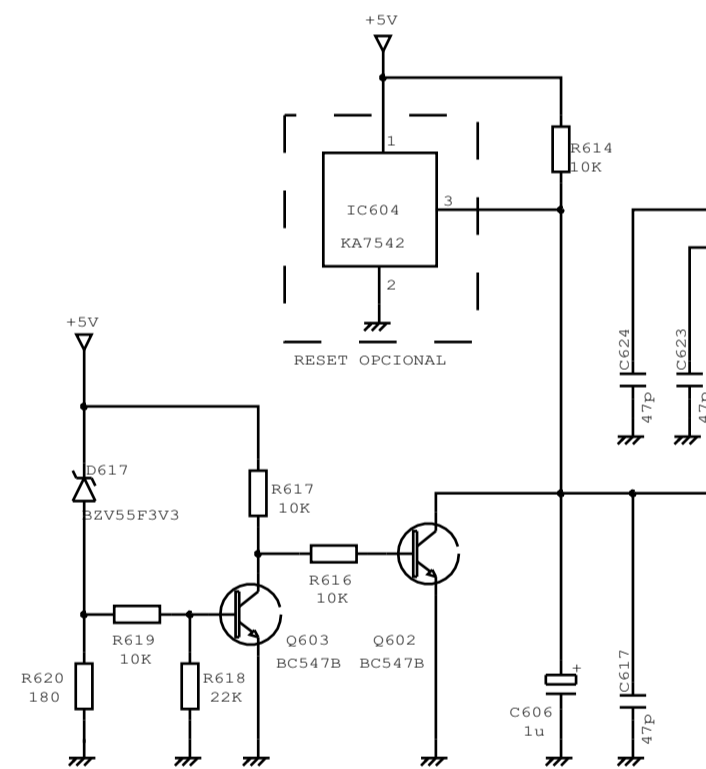 +5V
R614
10K
1
IC604
3
KA7542
2
RESET OPCIONAL
C624
47p
C623
47p
+5V
D617
BZV55F3V3
R617
10K
R616
10K
R619
10K
Q603
BC547B
Q602
BC547B
R620
180
R618
22K
+
C606
1u
C617
47p